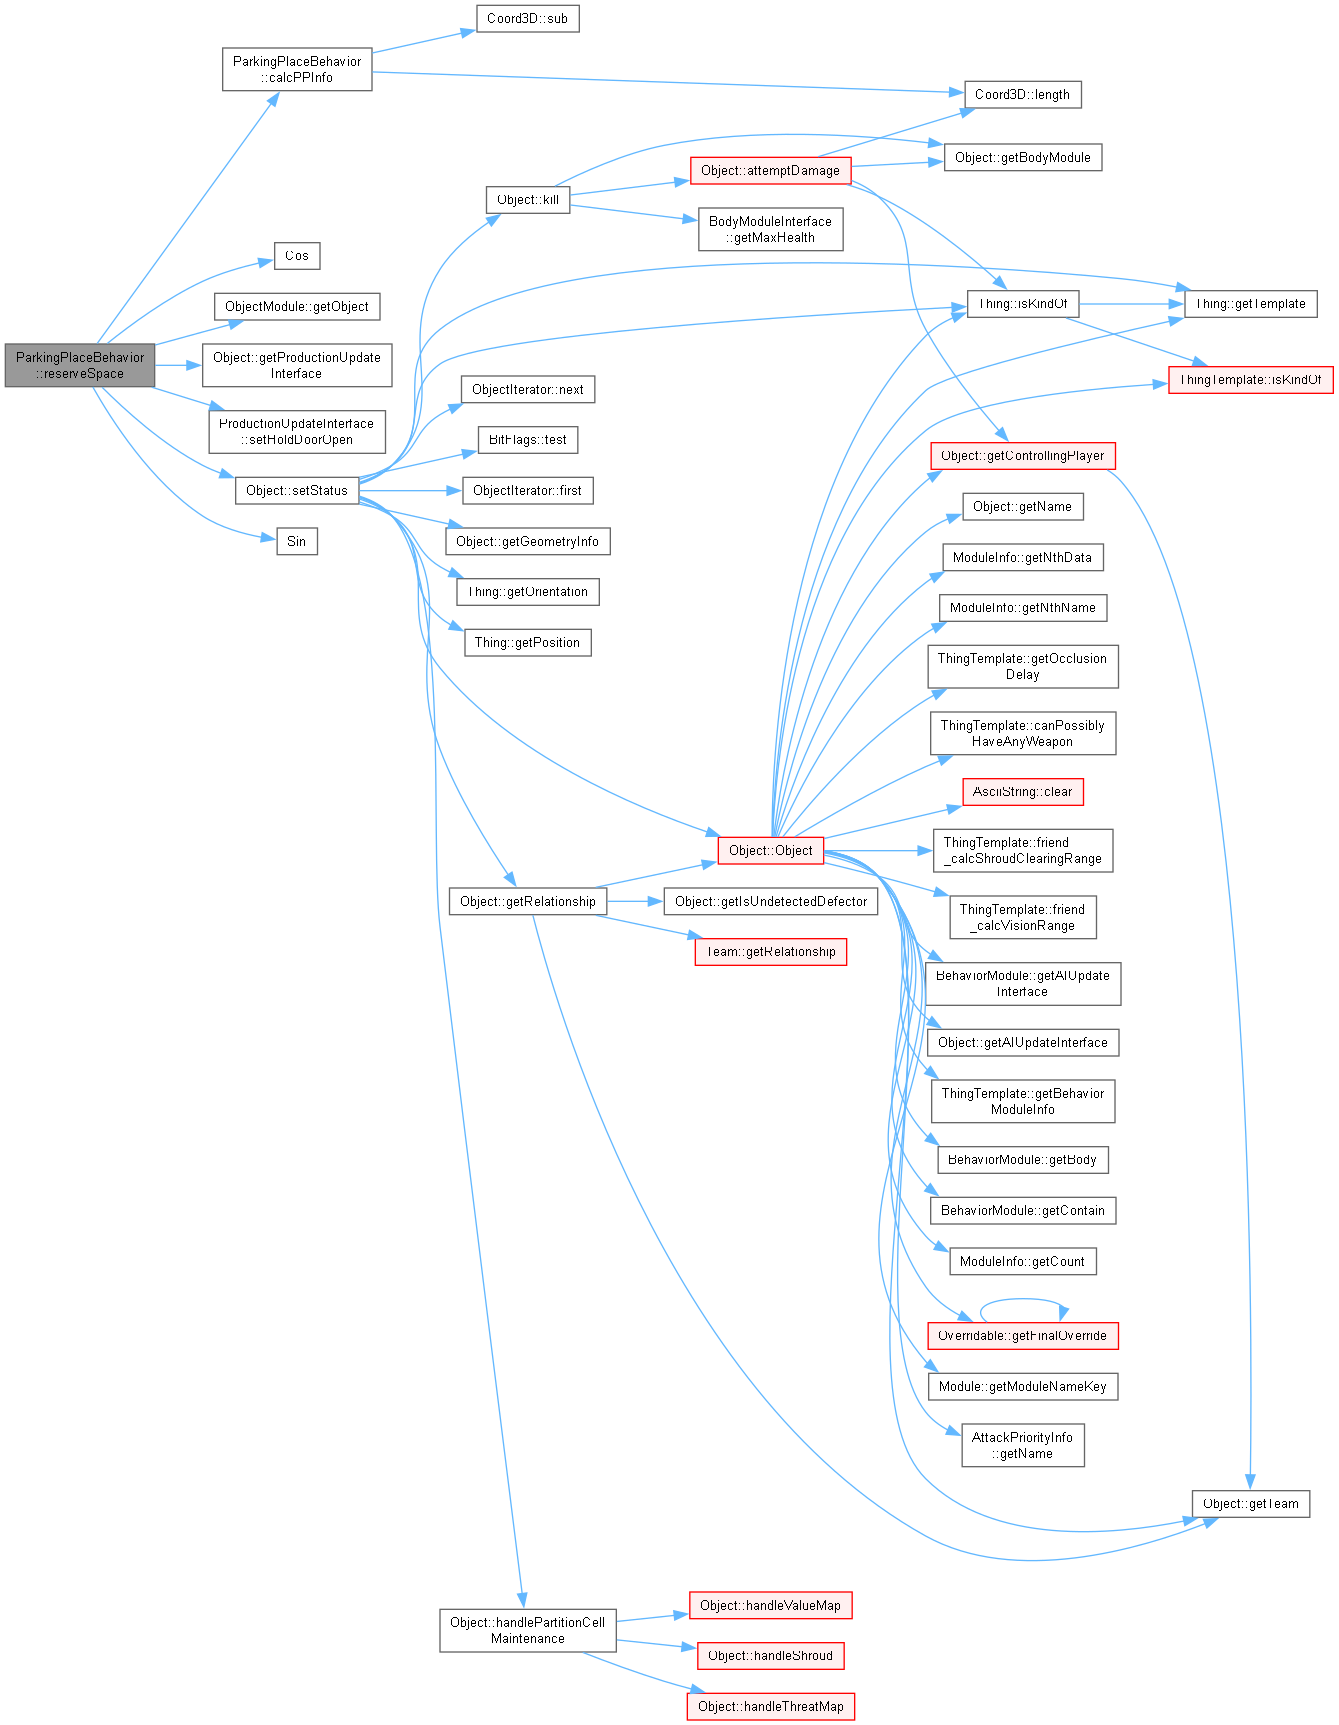 ParkingPlaceBehavior
::reserveSpace
ParkingPlaceBehavior
::calcPPInfo
Cos
ObjectModule::getObject
Object::getProductionUpdate
Interface
ProductionUpdateInterface
::setHoldDoorOpen
Object::setStatus
Sin
Coord3D::sub
Object::kill
ObjectIterator::next
BitFlags::test
ObjectIterator::first
Object::getGeometryInfo
Thing::getOrientation
Thing::getPosition
Object::getRelationship
Object::handlePartitionCell
Maintenance
Object::attemptDamage
BodyModuleInterface
::getMaxHealth
Object::Object
Object::getIsUndetectedDefector
Team::getRelationship
Object::handleValueMap
Object::handleShroud
Object::handleThreatMap
Coord3D::length
Object::getBodyModule
Thing::isKindOf
Object::getControllingPlayer
Object::getName
ModuleInfo::getNthData
ModuleInfo::getNthName
ThingTemplate::getOcclusion
Delay
ThingTemplate::canPossibly
HaveAnyWeapon
AsciiString::clear
ThingTemplate::friend
_calcShroudClearingRange
ThingTemplate::friend
_calcVisionRange
BehaviorModule::getAIUpdate
Interface
Object::getAIUpdateInterface
ThingTemplate::getBehavior
ModuleInfo
BehaviorModule::getBody
BehaviorModule::getContain
ModuleInfo::getCount
Overridable::getFinalOverride
Module::getModuleNameKey
AttackPriorityInfo
::getName
Thing::getTemplate
ThingTemplate::isKindOf
Object::getTeam